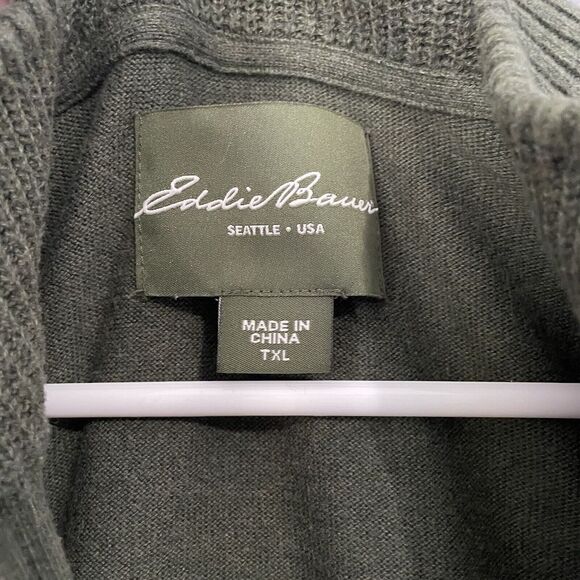 Eddie Bauer
SEATTLE • USA
MADE IN
CHINA
TXL